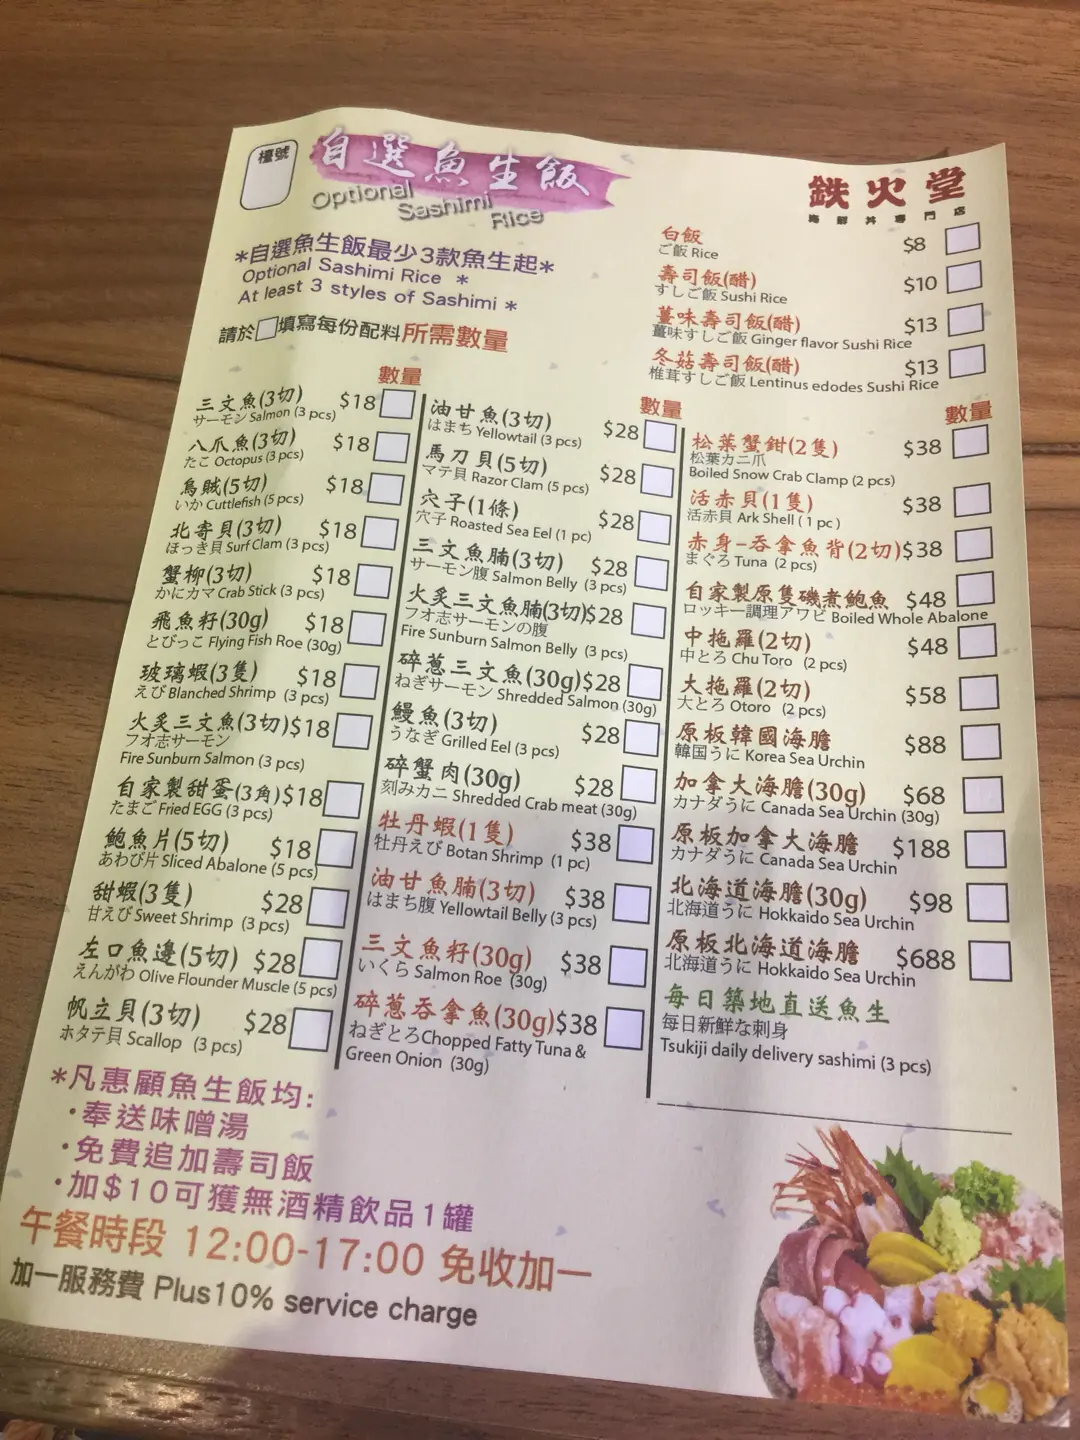 檯號
自選魚生飯
Optional
Sashimi
Rice
鉄火堂
海鮮丼專門店
*自選魚生飯最少3款魚生起*
Optional Sashimi Rice *
At least 3 styles of Sashimi *
請於□填寫每份配料所需數量
白飯
ご飯 Rice $8
壽司飯(醋)
すしご飯 Sushi Rice $10
薑味壽司飯(醋) $13
薑味すしご飯 Ginger flavor Sushi Rice
冬菇壽司飯(醋) $13
椎茸すしご飯 Lentinus edodes Sushi Rice
數量
三文魚(3切) $18
サーモン Salmon (3 pcs)
八爪魚(3切) $18
たこ Octopus (3 pcs)
烏賊(5切) $18
いか Cuttlefish (5 pcs)
北寄貝(3切) $18
ほっき貝 Surf Clam (3 pcs)
蟹柳(3切) $18
かにカマ Crab Stick (3 pcs)
飛魚籽(30g) $18
とびっこ Flying Fish Roe (30g)
玻璃蝦(3隻) $18
えび Blanched Shrimp (3 pcs)
火炙三文魚(3切)$18
フオ志サーモン
Fire Sunburn Salmon (3 pcs)
自家製甜蛋(3角)$18
たまご Fried EGG (3 pcs)
鮑魚片(5切) $18
あわび片 Sliced Abalone (5 pcs)
甜蝦(3隻) $28
甘えび Sweet Shrimp (3 pcs)
左口魚邊(5切) $28
えんがわ Olive Flounder Muscle (5 pcs)
帆立貝(3切) $28
ホタテ貝 Scallop (3 pcs)
數量
油甘魚(3切) $28
はまち Yellowtail (3 pcs)
馬刀貝(5切) $28
マテ貝 Razor Clam (5 pcs)
穴子(1條) $28
穴子 Roasted Sea Eel (1 pc)
三文魚腩(3切) $28
サーモン腹 Salmon Belly (3 pcs)
火炙三文魚腩(3切)$28
フオ志サーモンの腹
Fire Sunburn Salmon Belly (3 pcs)
碎蔥三文魚(30g)$28
ねぎサーモン Shredded Salmon (30g)
鰻魚(3切) $28
うなぎ Grilled Eel (3 pcs)
碎蟹肉(30g) $28
刻みカニ Shredded Crab meat (30g)
牡丹蝦(1隻) $38
牡丹えび Botan Shrimp (1 pc)
油甘魚腩(3切) $38
はまち腹 Yellowtail Belly (3 pcs)
三文魚籽(30g) $38
いくら Salmon Roe (30g)
碎蔥吞拿魚(30g)$38
ねぎとろ Chopped Fatty Tuna &
Green Onion (30g)
數量
松葉蟹鉗(2隻) $38
松葉カニ爪
Boiled Snow Crab Clamp (2 pcs)
活赤貝(1隻) $38
活赤貝 Ark Shell ( 1 pc )
赤身-吞拿魚背(2切)$38
まぐろ Tuna (2 pcs)
自家製原隻磯煮鮑魚 $48
ロッキー調理アワビ Boiled Whole Abalone
中拖羅(2切) $48
中とろ Chu Toro (2 pcs)
大拖羅(2切) $58
大とろ Otoro (2 pcs)
原板韓國海膽 $88
韓国うに Korea Sea Urchin
加拿大海膽(30g) $68
カナダうに Canada Sea Urchin (30g)
原板加拿大海膽 $188
カナダうに Canada Sea Urchin
北海道海膽(30g) $98
北海道うに Hokkaido Sea Urchin
原板北海道海膽 $688
北海道うに Hokkaido Sea Urchin
每日築地直送魚生
毎日新鮮な刺身
Tsukiji daily delivery sashimi (3 pcs)
*凡惠顧魚生飯均:
·奉送味噌湯
·免費追加壽司飯
·加$10可獲無酒精飲品1罐
午餐時段 12:00-17:00 免收加一
加一服務費 Plus10% service charge